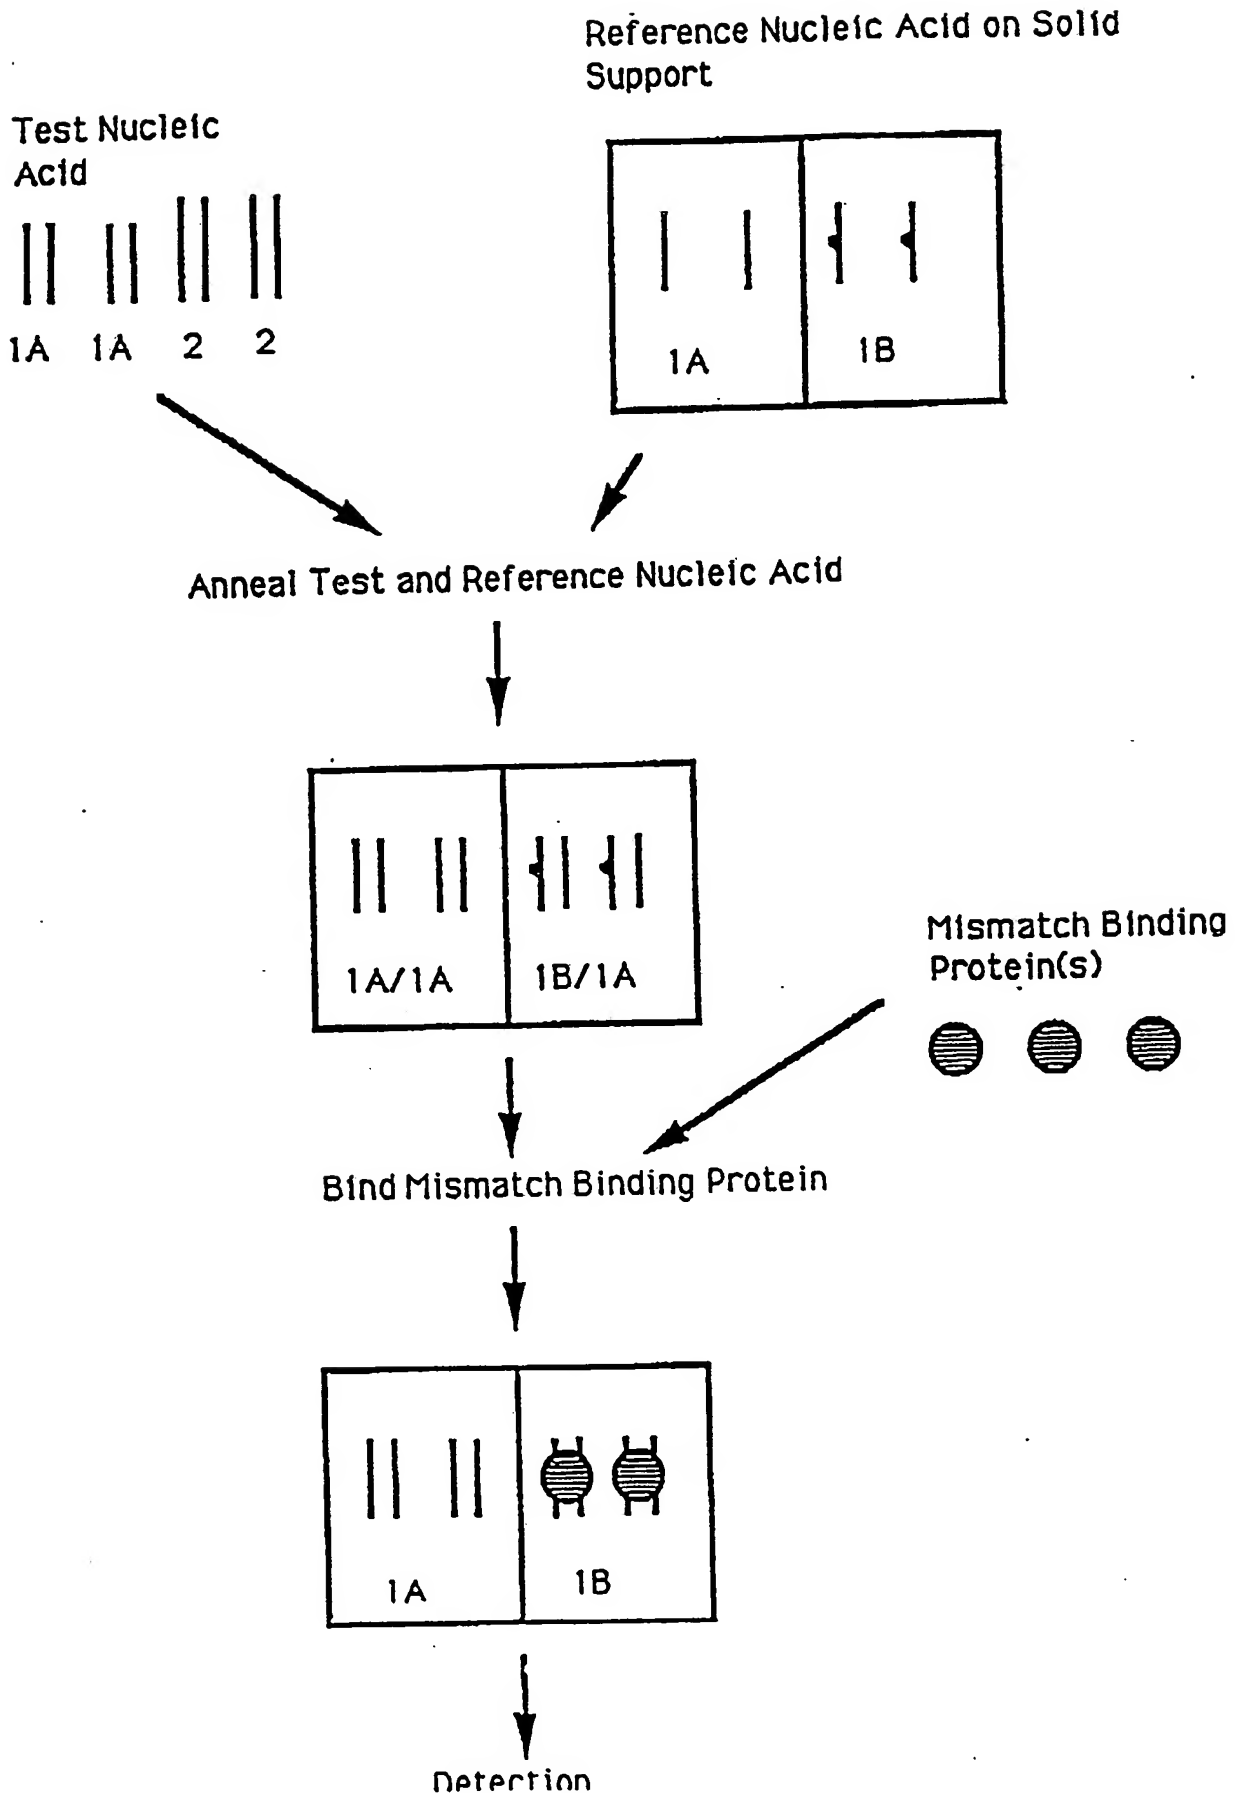 Reference Nucleic Acid on Solid
Support
Test Nucleic
Acid
1A 1A 2 2
1A 1B
Anneal Test and Reference Nucleic Acid
1A/1A 1B/1A
Mismatch Binding
Protein(s)
Bind Mismatch Binding Protein
1A 1B
Detection